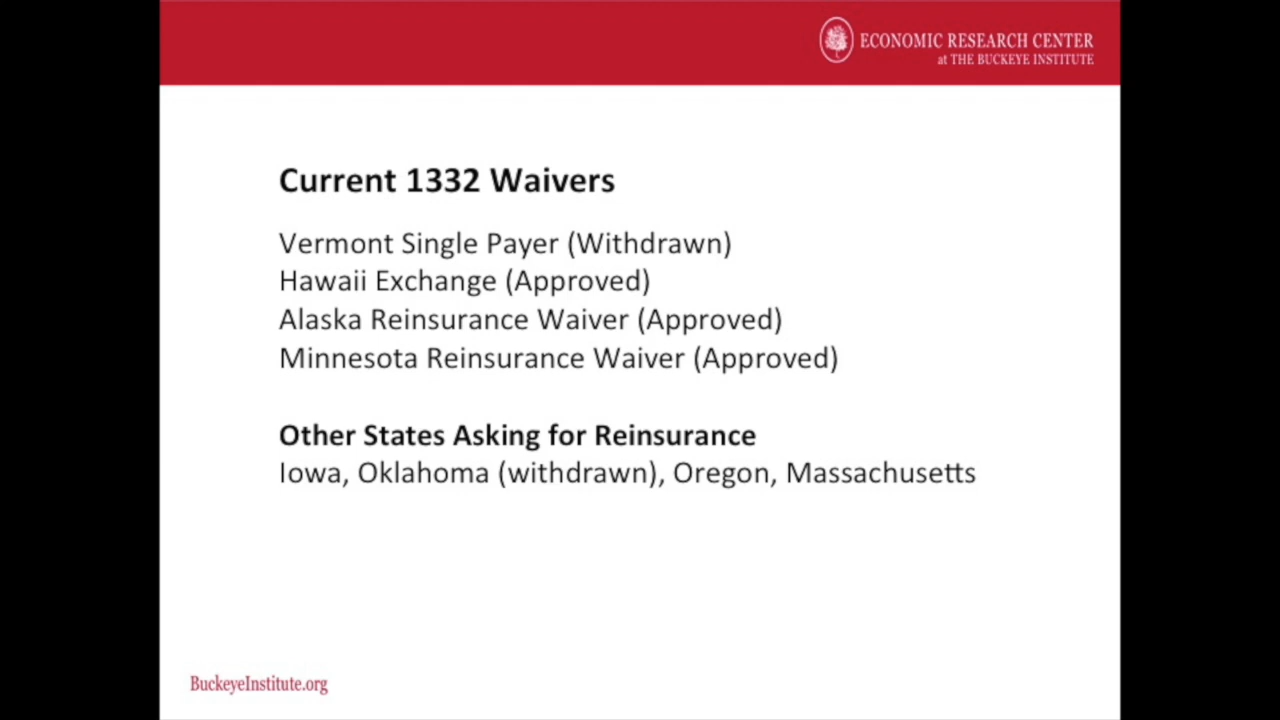 ECONOMIC RESEARCH CENTER
at THE BUCKEYE INSTITUTE
Current 1332 Waivers
Vermont Single Payer (Withdrawn)
Hawaii Exchange (Approved)
Alaska Reinsurance Waiver (Approved)
Minnesota Reinsurance Waiver (Approved)
Other States Asking for Reinsurance
Iowa, Oklahoma (withdrawn), Oregon, Massachusetts
BuckeyeInstitute.org